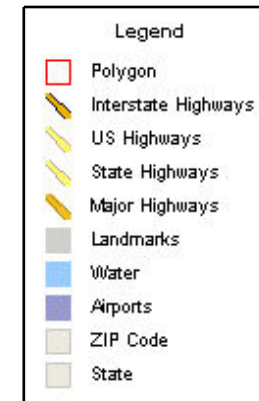 Legend
Polygon
Interstate Highways
US Highways
State Highways
Major Highways
Landmarks
Water
Airports
ZIP Code
State